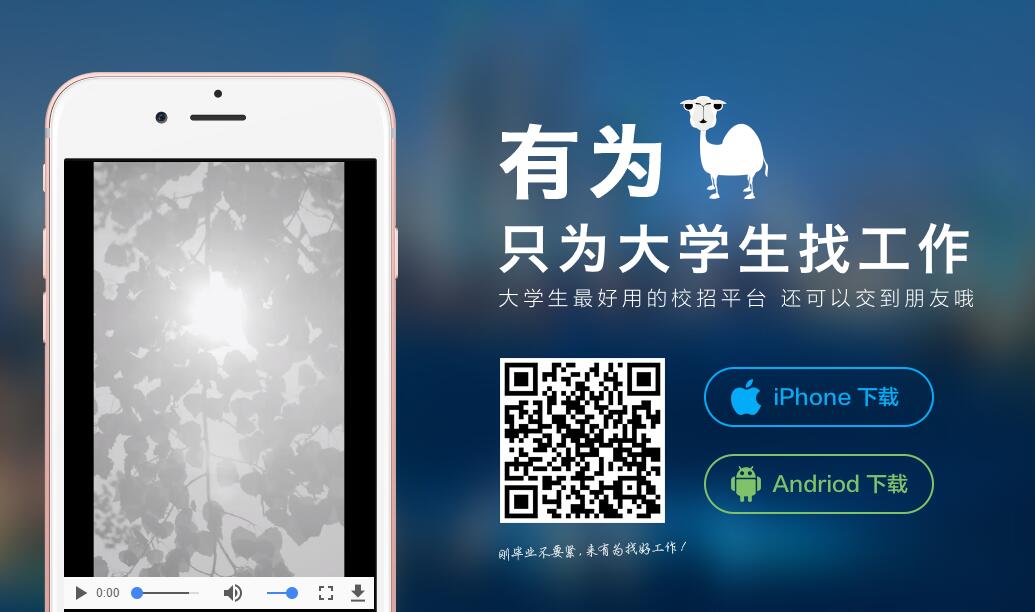 有为
只为大学生找工作
大学生最好用的校招平台 还可以交到朋友哦
iPhone 下载
Andriod 下载
刚毕业不要紧，来有为找好工作！
0:00